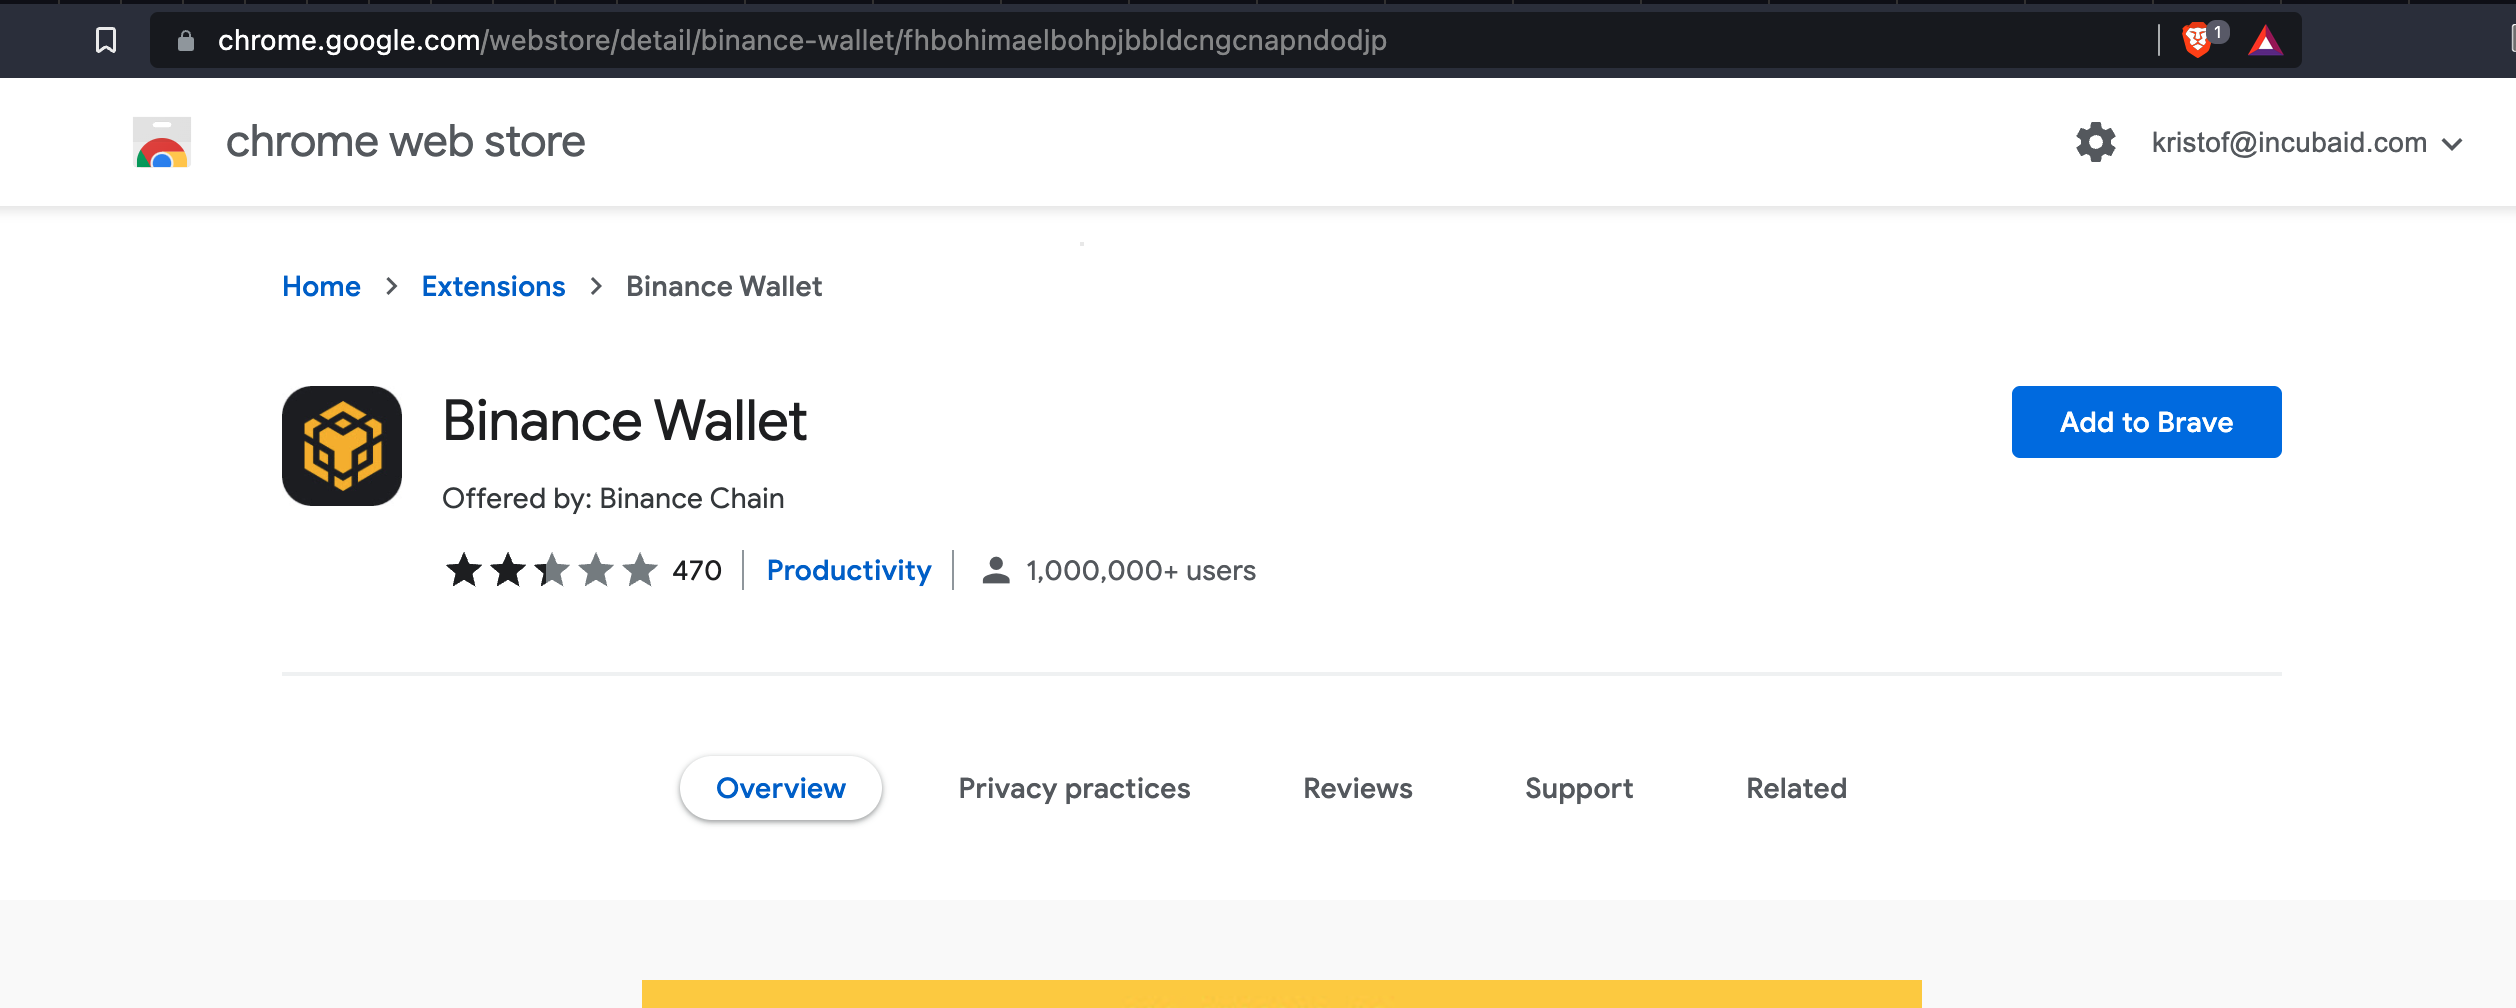 chrome.google.com/webstore/detail/binance-wallet/fhbohimaelbohpjbbldcngcnapndodjp
1
chrome web store
kristof@incubaid.com
Home > Extensions > Binance Wallet
Binance Wallet
Add to Brave
Offered by: Binance Chain
470
Productivity
1,000,000+ users
Overview
Privacy practices
Reviews
Support
Related